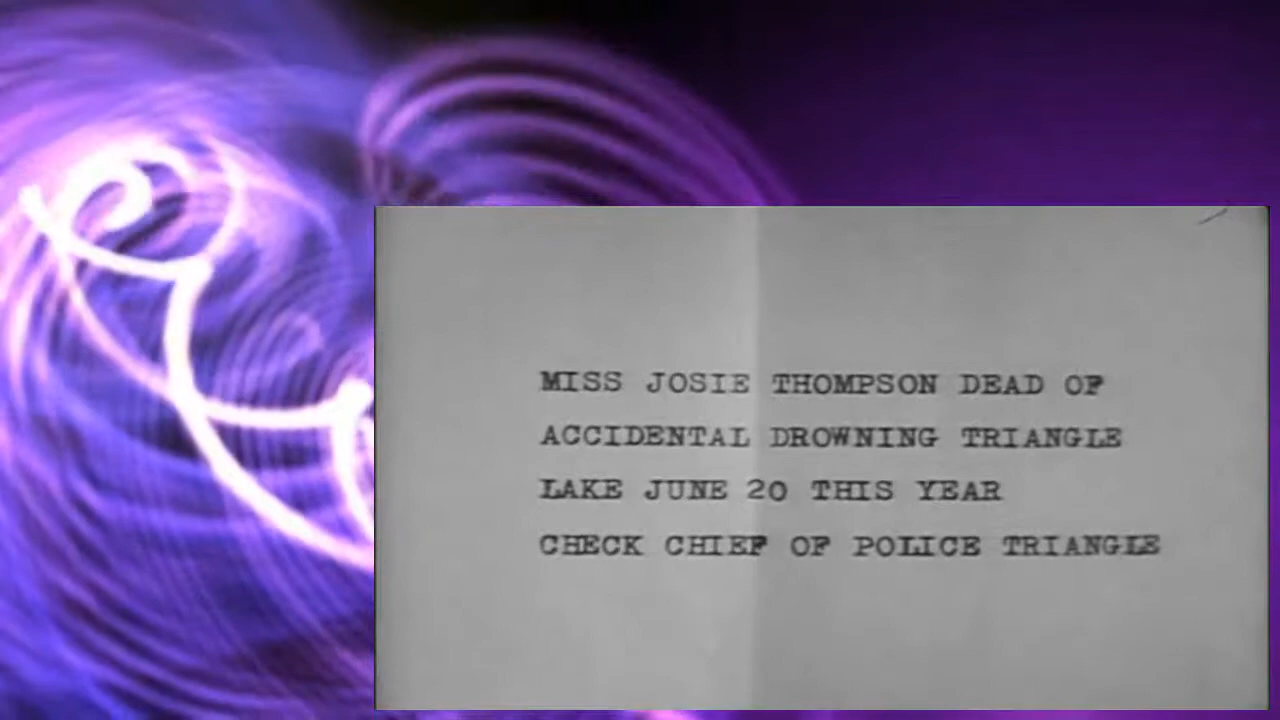 MISS JOSIE THOMPSON DEAD OF
ACCIDENTAL DROWNING TRIANGLE
LAKE JUNE 20 THIS YEAR
CHECK CHIEF OF POLICE TRIANGLE